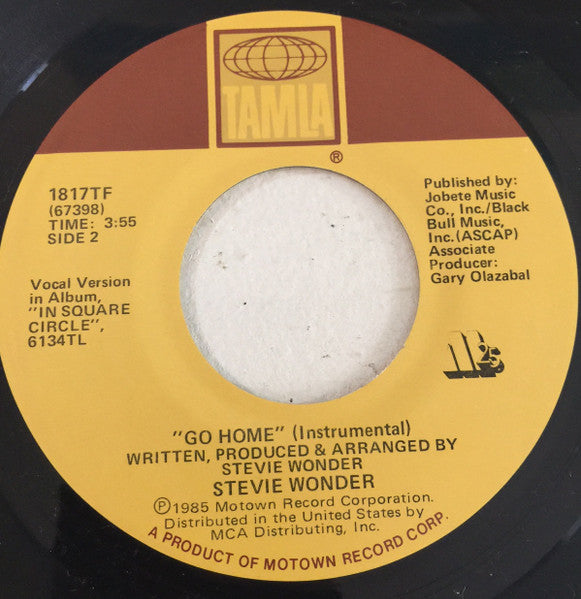 TAMLA
®
1817TF
(67398)
TIME: 3:55
SIDE 2
Vocal Version
in Album,
"IN SQUARE
CIRCLE",
6134TL
Published by:
Jobete Music
Co., Inc./Black
Bull Music,
Inc.(ASCAP)
Associate
Producer:
Gary Olazabal
"GO HOME" (Instrumental)
WRITTEN, PRODUCED & ARRANGED BY
STEVIE WONDER
STEVIE WONDER
Ⓟ1985 Motown Record Corporation.
Distributed in the United States by
MCA Distributing, Inc.
A PRODUCT OF MOTOWN RECORD CORP.